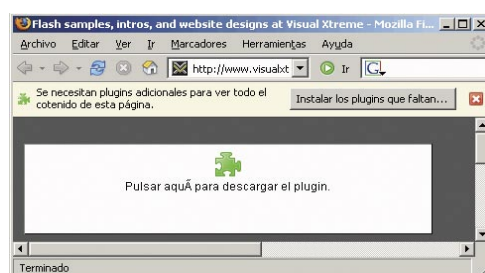 Flash samples, intros, and website designs at Visual Xtreme - Mozilla Fi...
Archivo Editar Ver Ir Marcadores Herramientas Ayuda
http://www.visualxt Ir G
Se necesitan plugins adicionales para ver todo el
cotenido de esta página.
Instalar los plugins que faltan...
Pulsar aquÃ para descargar el plugin.
Terminado